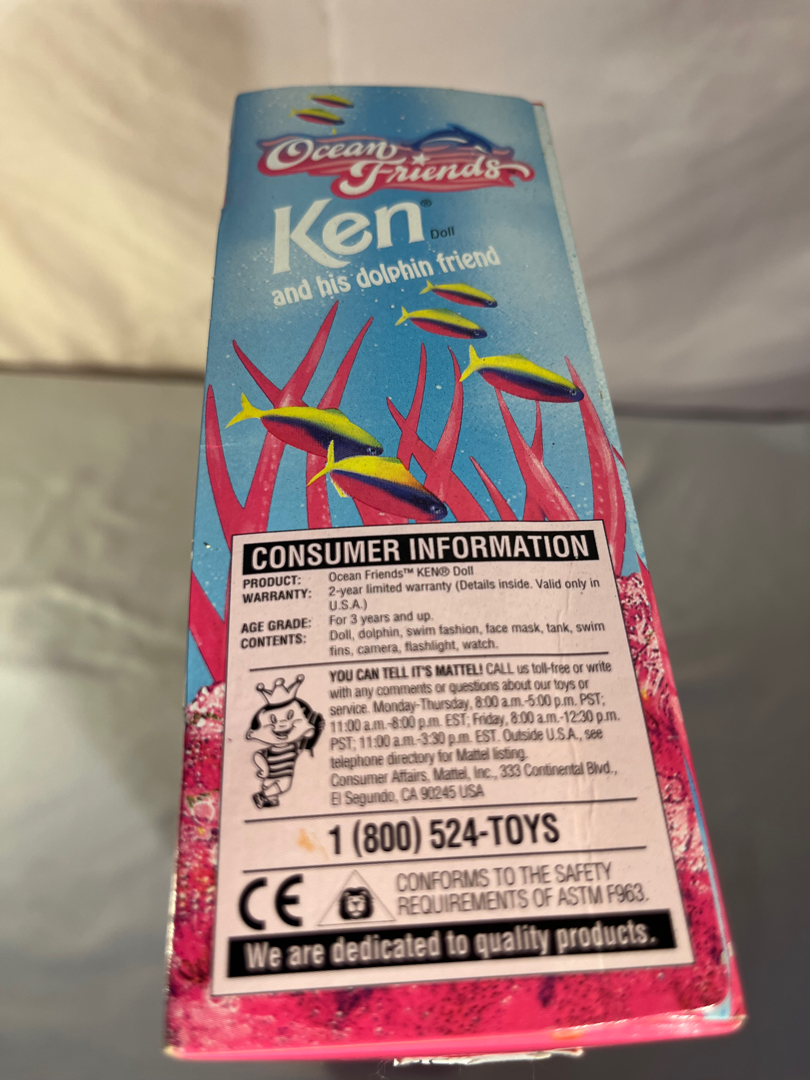 Ocean
Friends
Ken®
Doll
and his dolphin friend
CONSUMER INFORMATION
PRODUCT: Ocean Friends™ KEN® Doll
WARRANTY: 2-year limited warranty (Details inside. Valid only in
U.S.A.)
AGE GRADE: For 3 years and up.
CONTENTS: Doll, dolphin, swim fashion, face mask, tank, swim
fins, camera, flashlight, watch.
YOU CAN TELL IT'S MATTEL! CALL us toll-free or write
with any comments or questions about our toys or
service. Monday-Thursday, 8:00 a.m.-5:00 p.m. PST;
11:00 a.m.-8:00 p.m. EST; Friday, 8:00 a.m.-12:30 p.m.
PST; 11:00 a.m.-3:30 p.m. EST. Outside U.S.A., see
telephone directory for Mattel listing.
Consumer Affairs, Mattel, Inc., 333 Continental Blvd.,
El Segundo, CA 90245 USA
1 (800) 524-TOYS
CE
CONFORMS TO THE SAFETY
REQUIREMENTS OF ASTM F963.
We are dedicated to quality products.